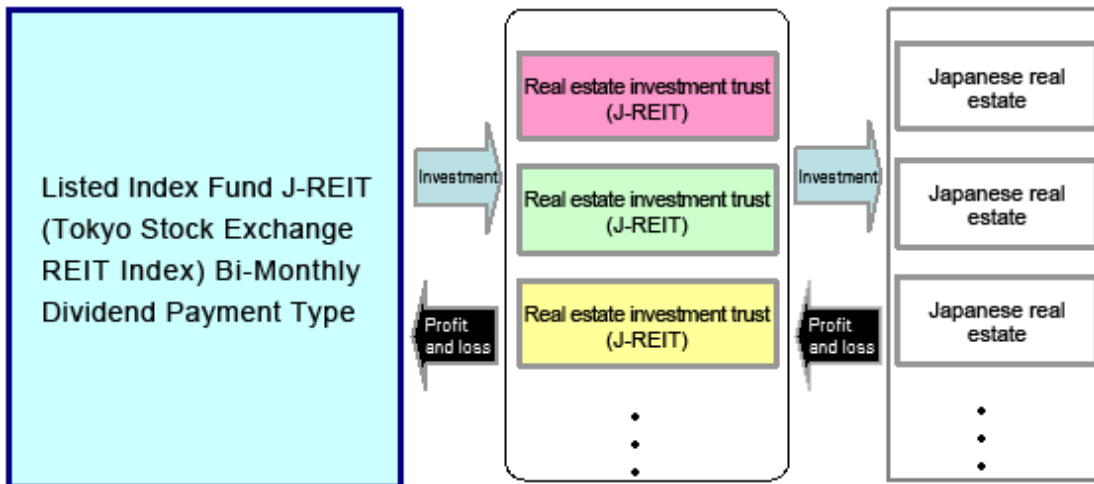 Listed Index Fund J-REIT
(Tokyo Stock Exchange
REIT Index) Bi-Monthly
Dividend Payment Type
Investment
Profit
and loss
Real estate investment trust
(J-REIT)
Real estate investment trust
(J-REIT)
Real estate investment trust
(J-REIT)
Investment
Profit
and loss
Japanese real
estate
Japanese real
estate
Japanese real
estate